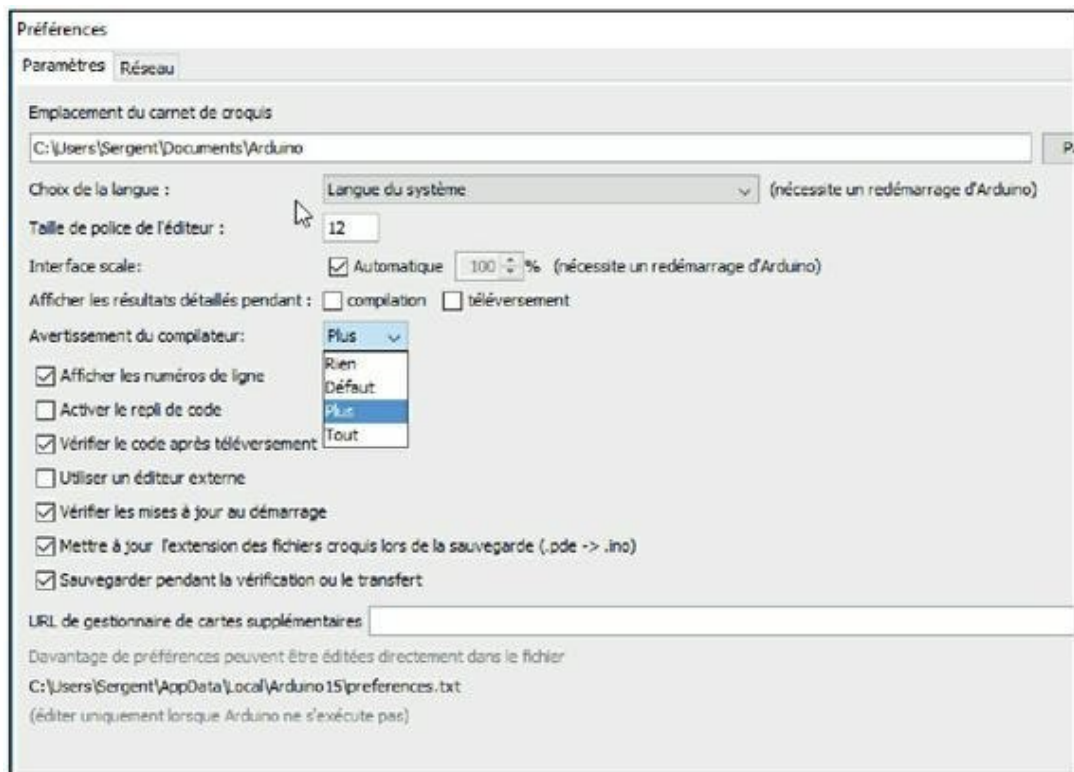 Préférences
Paramètres Réseau
Emplacement du carnet de croquis
C:\Users\Sergent\Documents\Arduino
Choix de la langue : Langue du système (nécessite un redémarrage d'Arduino)
Taille de police de l'éditeur : 12
Interface scale: Automatique 100 % (nécessite un redémarrage d'Arduino)
Afficher les résultats détaillés pendant : compilation téléversement
Avertissement du compilateur: Plus
Rien
Afficher les numéros de ligne
Défaut
Activer le repli de code
Plus
Tout
Vérifier le code après téléversement
Utiliser un éditeur externe
Vérifier les mises à jour au démarrage
Mettre à jour l'extension des fichiers croquis lors de la sauvegarde (.pde -> .ino)
Sauvegarder pendant la vérification ou le transfert
URL de gestionnaire de cartes supplémentaires
Davantage de préférences peuvent être éditées directement dans le fichier
C:\Users\Sergent\AppData\Local\Arduino15\preferences.txt
(éditer uniquement lorsque Arduino ne s'exécute pas)